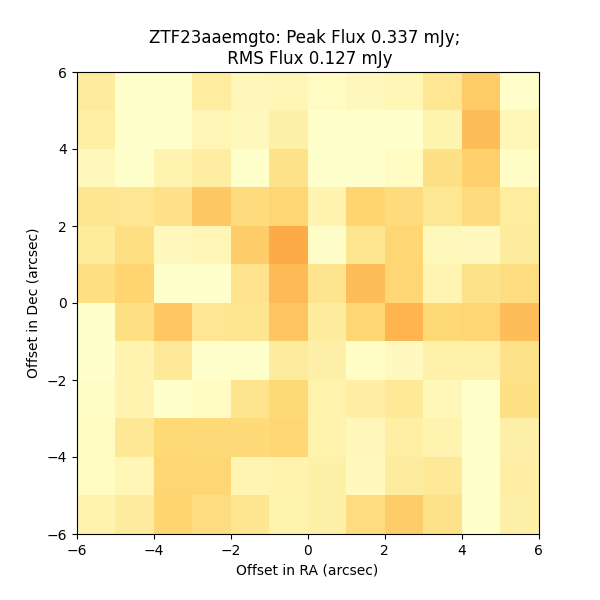 ZTF23aaemgto: Peak Flux 0.337 mJy;
RMS Flux 0.127 mJy
6
4
2
0
−2
−4
−6
Offset in Dec (arcsec)
−6 −4 −2 0 2 4 6
Offset in RA (arcsec)